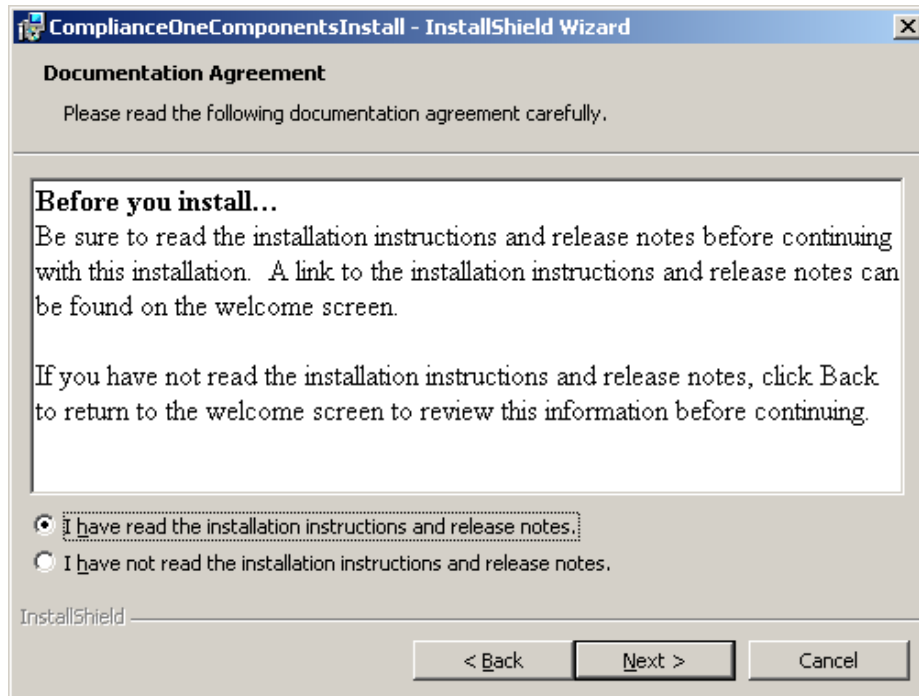 ComplianceOneComponentsInstall - InstallShield Wizard
Documentation Agreement
Please read the following documentation agreement carefully.
Before you install...
Be sure to read the installation instructions and release notes before continuing
with this installation.  A link to the installation instructions and release notes can
be found on the welcome screen.
If you have not read the installation instructions and release notes, click Back
to return to the welcome screen to review this information before continuing.
I have read the installation instructions and release notes.
I have not read the installation instructions and release notes.
InstallShield
< Back
Next >
Cancel